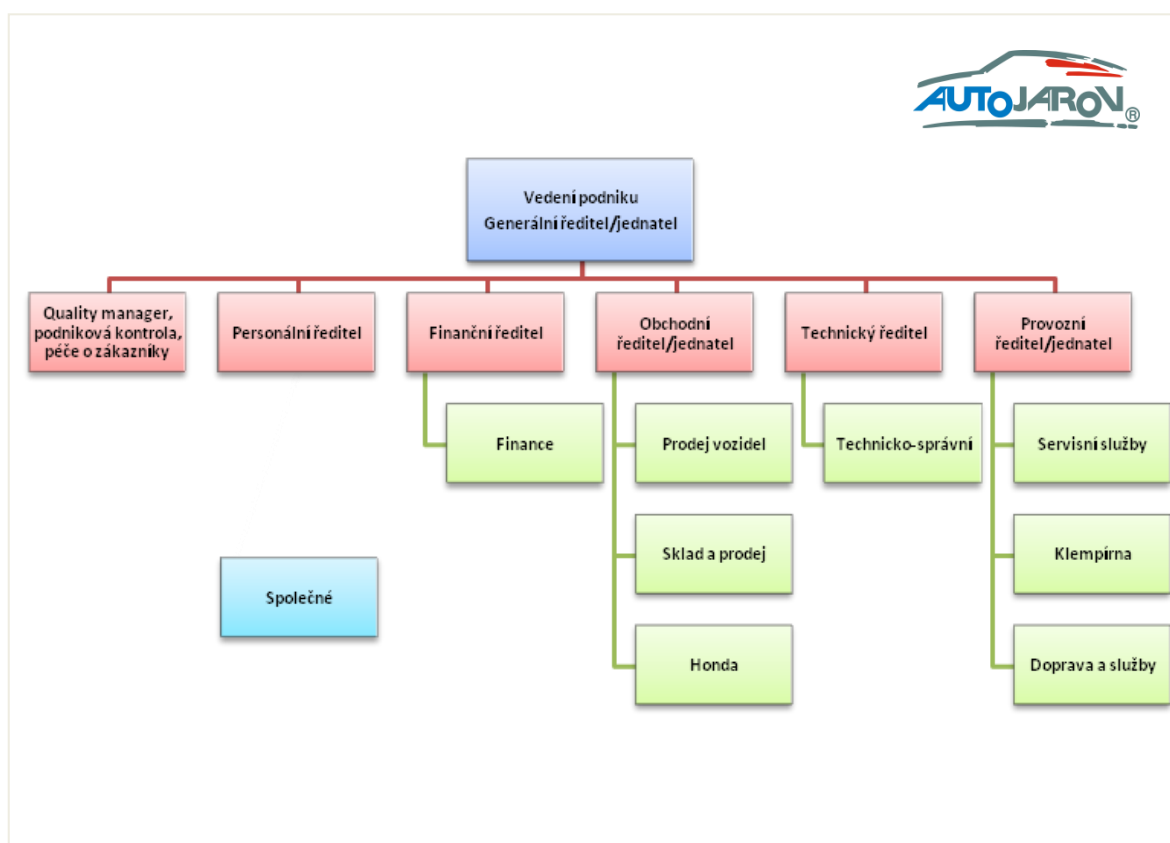 AUTOJAROV®
Vedení podniku
Generální ředitel/jednatel
Quality manager,
podniková kontrola,
péče o zákazníky
Personální ředitel
Finanční ředitel
Obchodní
ředitel/jednatel
Technický ředitel
Provozní
ředitel/jednatel
Finance
Prodej vozidel
Technicko-správní
Servisní služby
Sklad a prodej
Klempírna
Společné
Honda
Doprava a služby